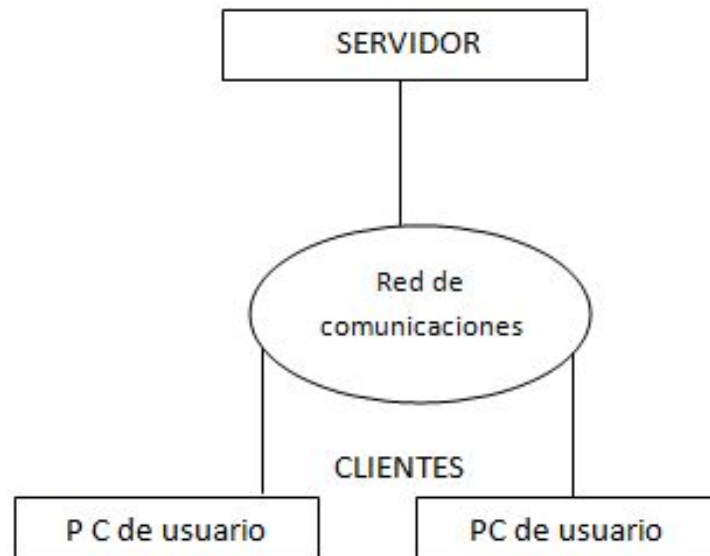 SERVIDOR
Red de
comunicaciones
CLIENTES
P C de usuario
PC de usuario